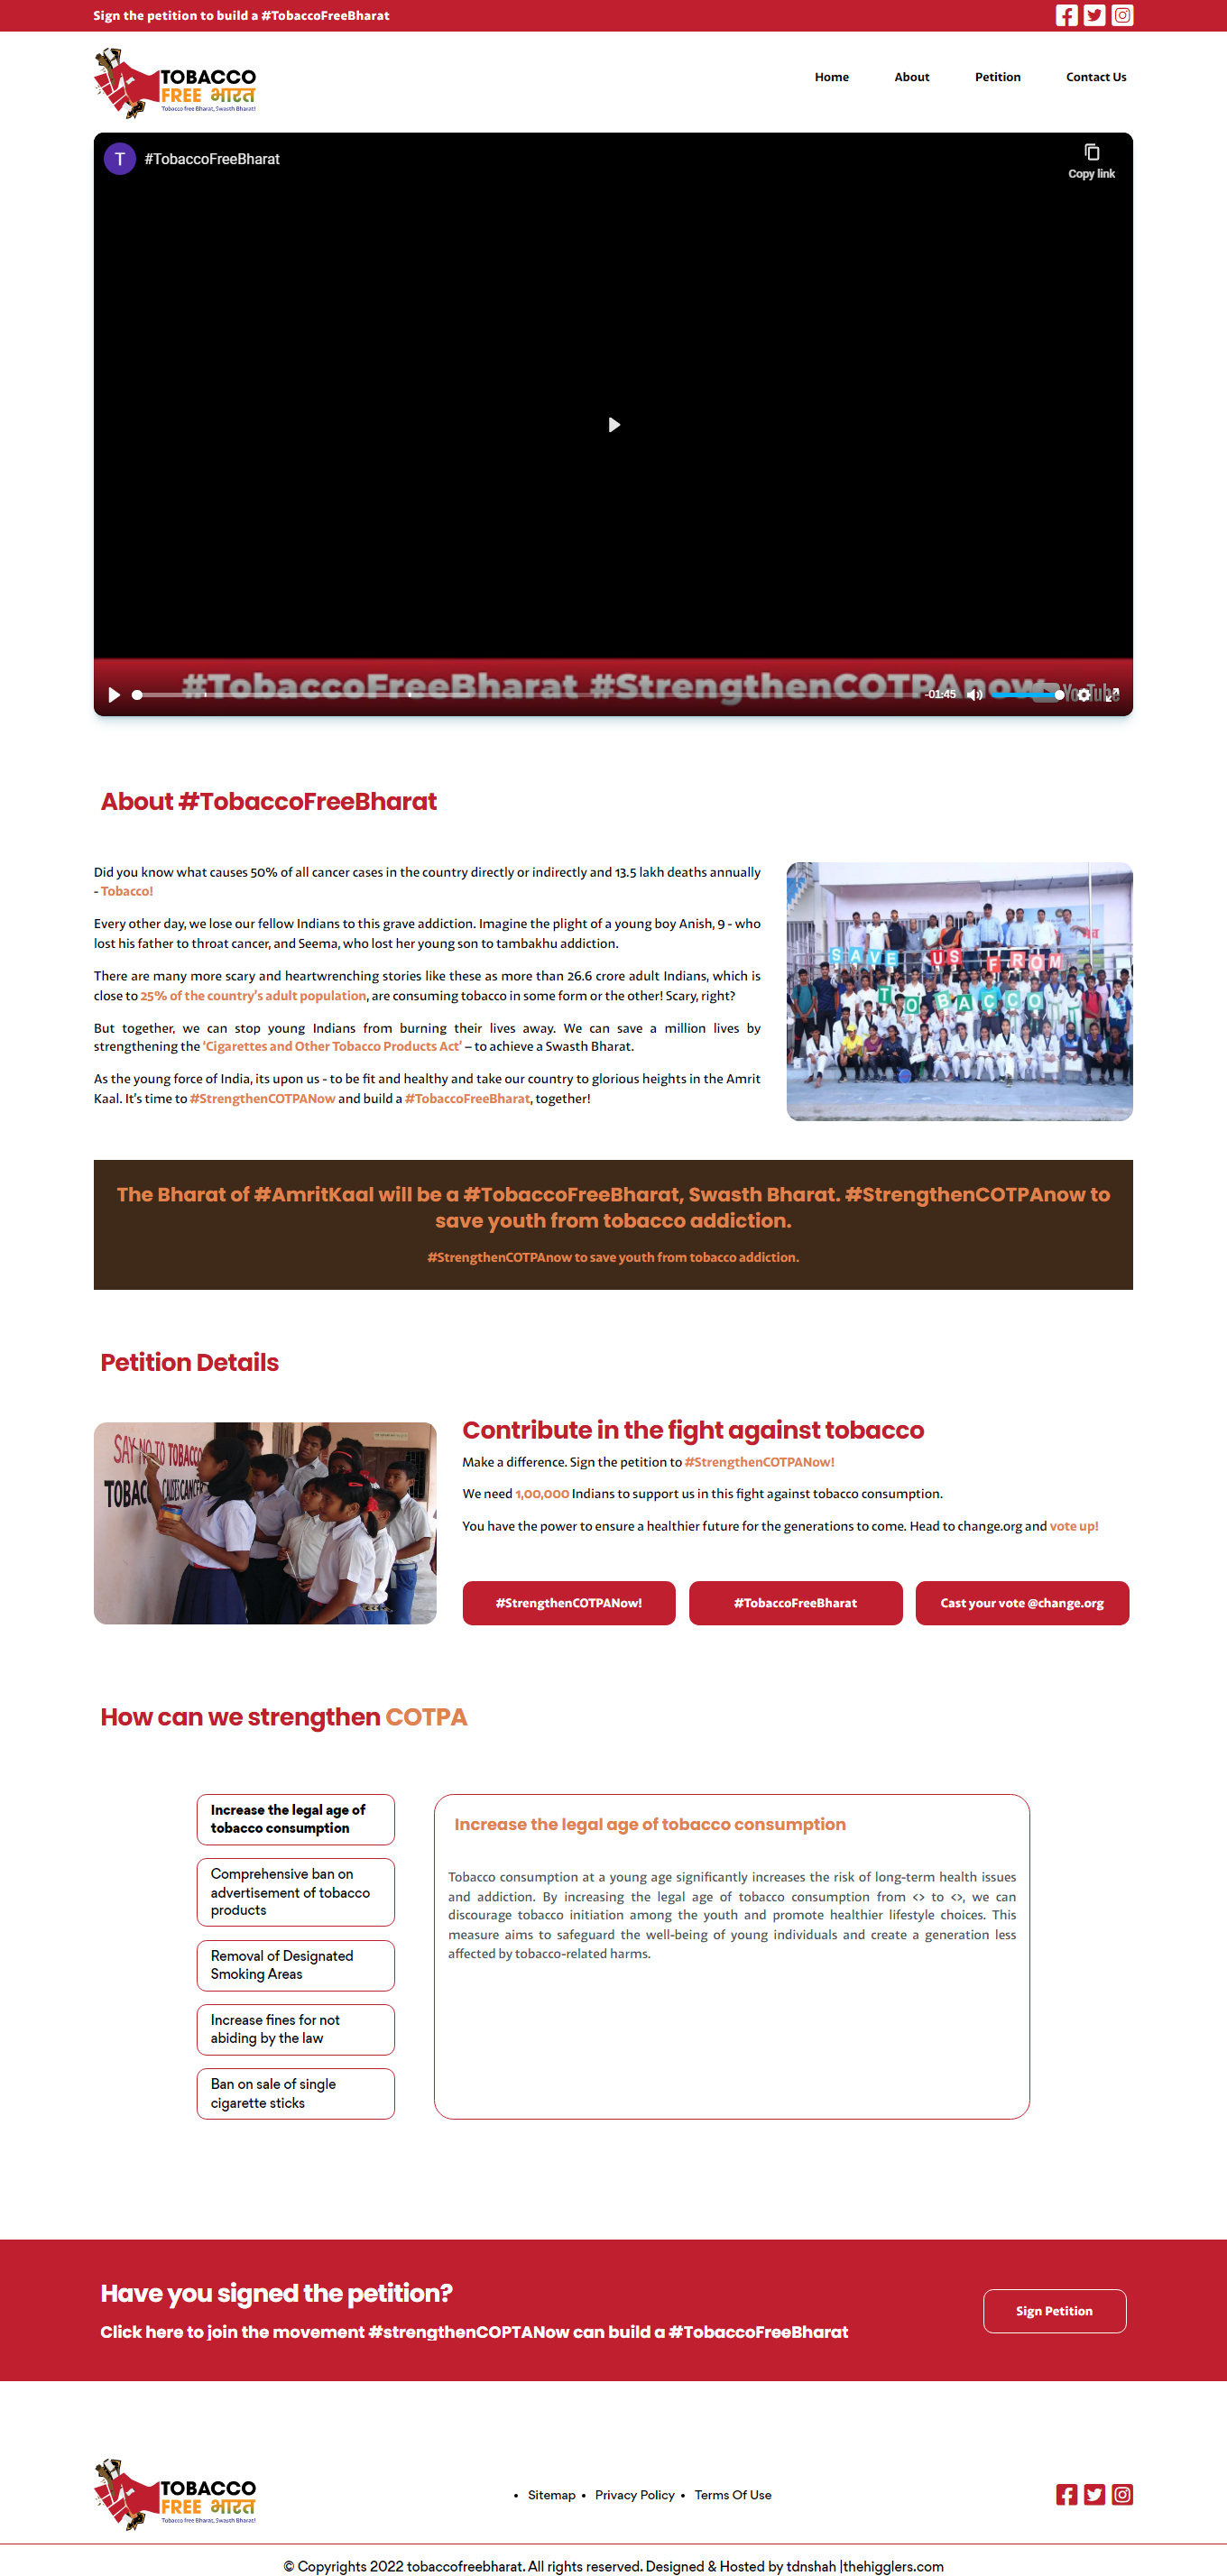 Sign the petition to build a #TobaccoFreeBharat
TOBACCO
FREE भारत
Tobacco free Bharat, Swasth Bharat!
Home About Petition Contact Us
T #TobaccoFreeBharat
Copy link
#TobaccoFreeBharat #StrengthenCOTPAnow
-01:45
YouTube
About #TobaccoFreeBharat
Did you know what causes 50% of all cancer cases in the country directly or indirectly and 13.5 lakh deaths annually
- Tobacco!
Every other day, we lose our fellow Indians to this grave addiction. Imagine the plight of a young boy Anish, 9 - who
lost his father to throat cancer, and Seema, who lost her young son to tambakhu addiction.
There are many more scary and heartwrenching stories like these as more than 26.6 crore adult Indians, which is
close to 25% of the country's adult population, are consuming tobacco in some form or the other! Scary, right?
But together, we can stop young Indians from burning their lives away. We can save a million lives by
strengthening the 'Cigarettes and Other Tobacco Products Act' – to achieve a Swasth Bharat.
As the young force of India, its upon us - to be fit and healthy and take our country to glorious heights in the Amrit
Kaal. It's time to #StrengthenCOTPANow and build a #TobaccoFreeBharat, together!
SAVE US FROM
TOBACCO
The Bharat of #AmritKaal will be a #TobaccoFreeBharat, Swasth Bharat. #StrengthenCOTPAnow to
save youth from tobacco addiction.
#StrengthenCOTPAnow to save youth from tobacco addiction.
Petition Details
SAY NO TO TOBACCO
TOBAC CAUSES CANCER
Contribute in the fight against tobacco
Make a difference. Sign the petition to #StrengthenCOTPANow!
We need 1,00,000 Indians to support us in this fight against tobacco consumption.
You have the power to ensure a healthier future for the generations to come. Head to change.org and vote up!
#StrengthenCOTPANow! #TobaccoFreeBharat Cast your vote @change.org
How can we strengthen COTPA
Increase the legal age of
tobacco consumption
Comprehensive ban on
advertisement of tobacco
products
Removal of Designated
Smoking Areas
Increase fines for not
abiding by the law
Ban on sale of single
cigarette sticks
Increase the legal age of tobacco consumption
Tobacco consumption at a young age significantly increases the risk of long-term health issues
and addiction. By increasing the legal age of tobacco consumption from <> to <>, we can
discourage tobacco initiation among the youth and promote healthier lifestyle choices. This
measure aims to safeguard the well-being of young individuals and create a generation less
affected by tobacco-related harms.
Have you signed the petition?
Click here to join the movement #strengthenCOPTANow can build a #TobaccoFreeBharat
Sign Petition
TOBACCO
FREE भारत
Tobacco free Bharat, Swasth Bharat!
• Sitemap • Privacy Policy • Terms Of Use
© Copyrights 2022 tobaccofreebharat. All rights reserved. Designed & Hosted by tdnshah |thehigglers.com